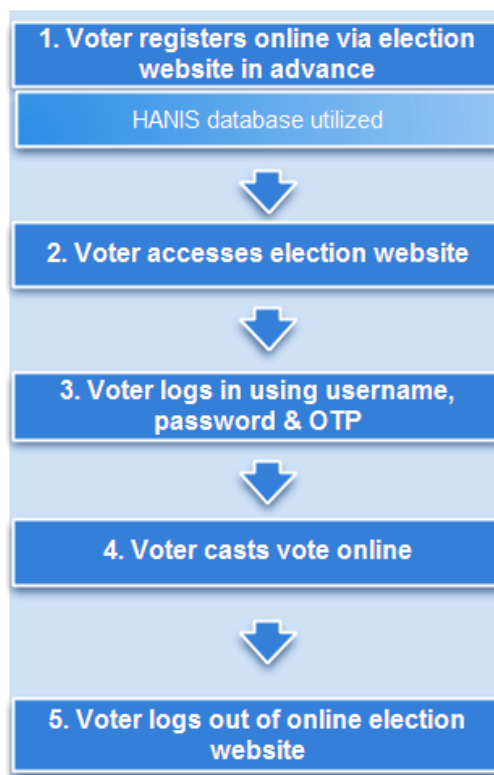 1. Voter registers online via election
website in advance
HANIS database utilized
2. Voter accesses election website
3. Voter logs in using username,
password & OTP
4. Voter casts vote online
5. Voter logs out of online election
website